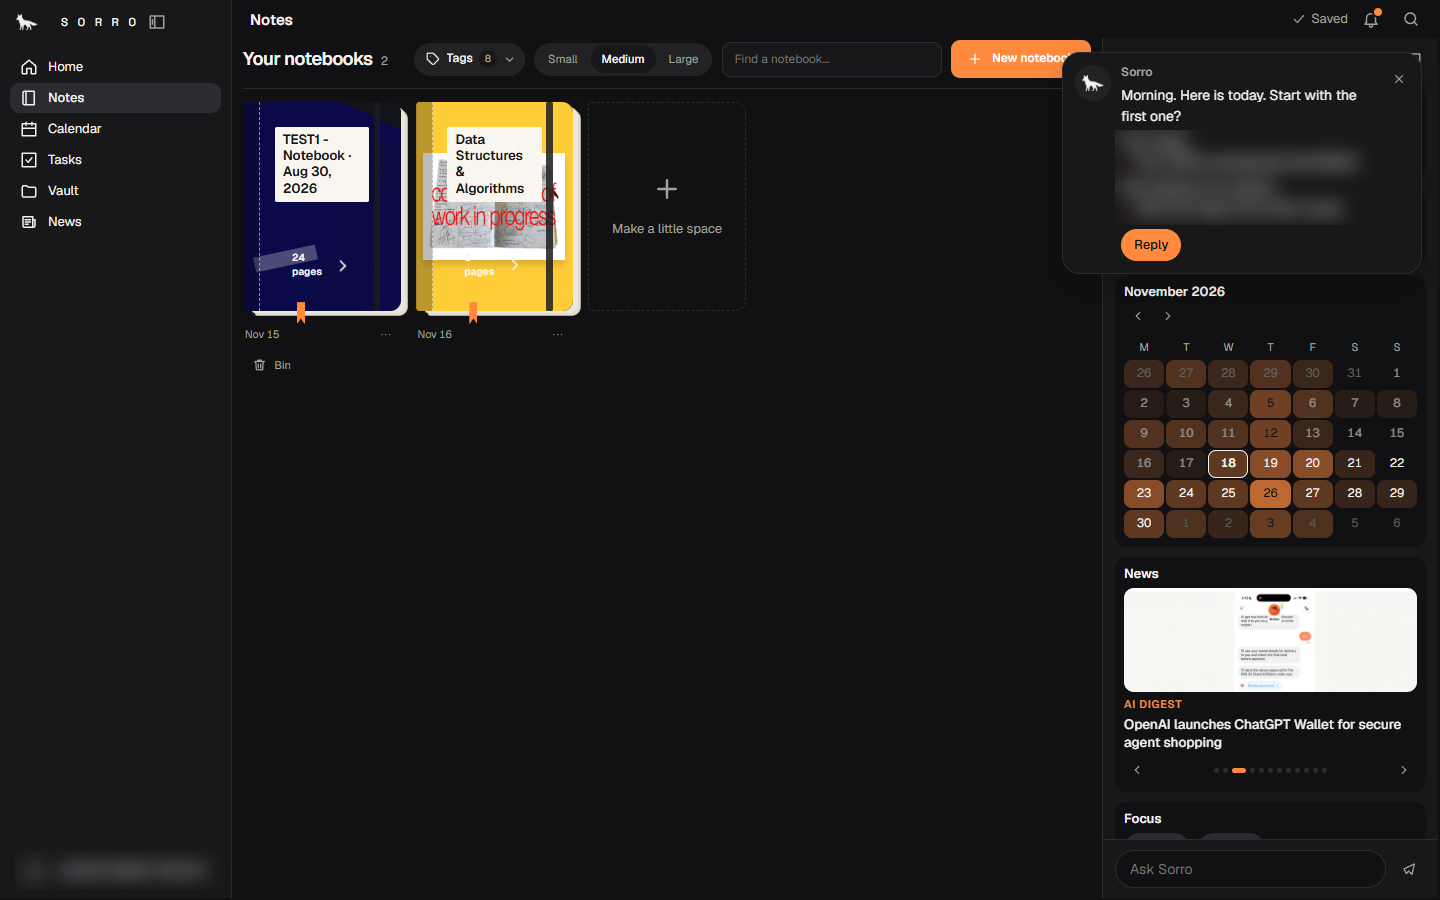 SORRO
Home
Notes
Calendar
Tasks
Vault
News
Notes
Saved
Your notebooks 2
Tags 8
Small Medium Large
Find a notebook...
New notebook
TEST1 -
Notebook ·
Aug 30,
2026
24
pages
Nov 15
Data
Structures
&
Algorithms
of
work in progress
pages
Nov 16
Make a little space
Bin
Sorro
Morning. Here is today. Start with the
first one?
Reply
November 2026
M T W T F S S
26 27 28 29 30 31 1
2 3 4 5 6 7 8
9 10 11 12 13 14 15
16 17 18 19 20 21 22
23 24 25 26 27 28 29
30 1 2 3 4 5 6
News
AI DIGEST
OpenAI launches ChatGPT Wallet for secure
agent shopping
Focus
Ask Sorro